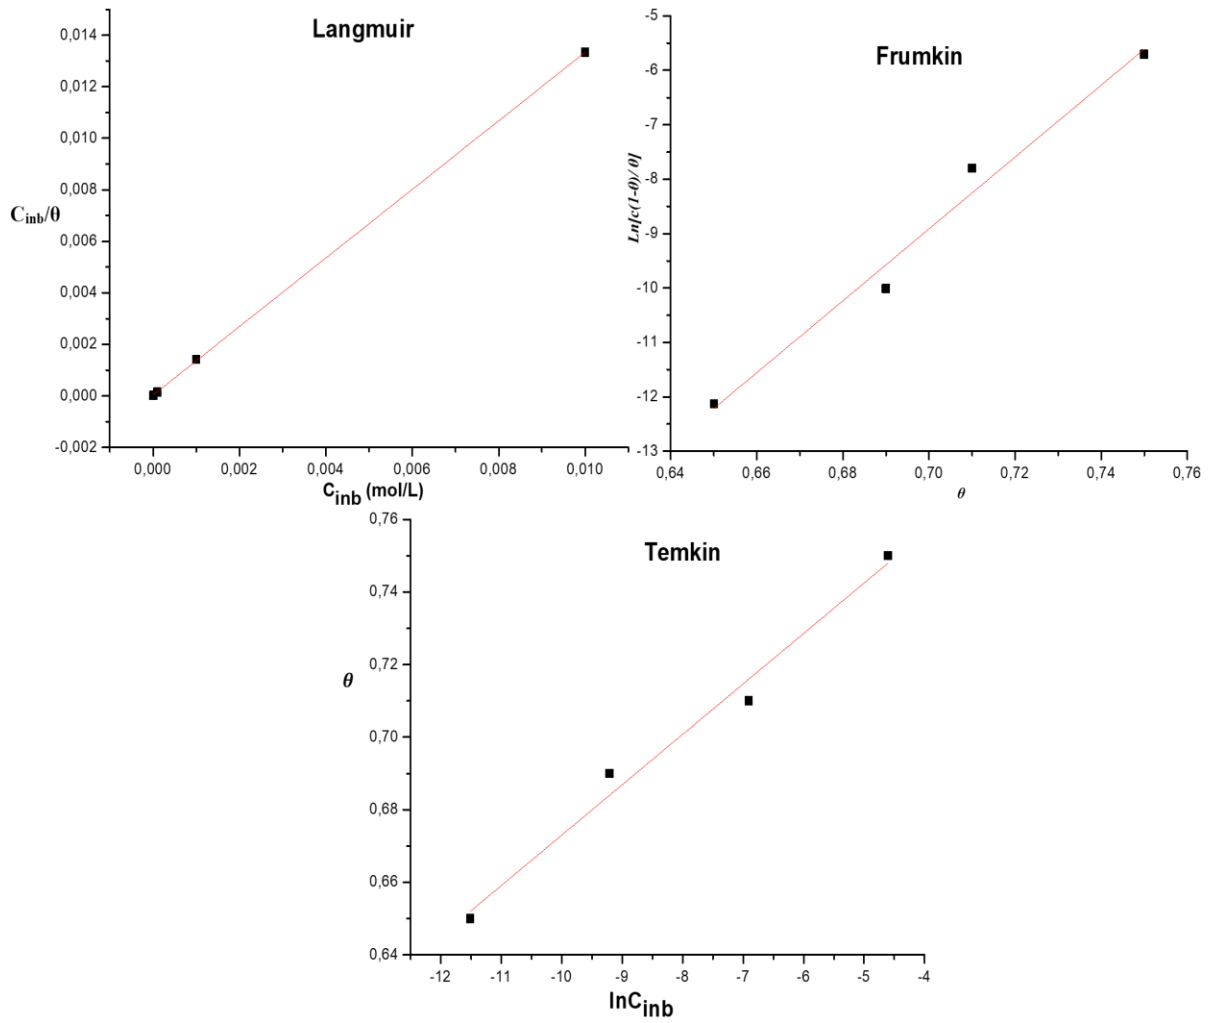 Langmuir
0,014
0,012
0,010
0,008
0,006
0,004
0,002
0,000
-0,002
C_inb/θ
0,000 0,002 0,004 0,006 0,008 0,010
C_inb (mol/L)
Frumkin
-5
-6
-7
-8
-9
-10
-11
-12
-13
Ln[c(1-θ)/θ]
0,64 0,66 0,68 0,70 0,72 0,74 0,76
θ
Temkin
0,76
0,74
0,72
0,70
0,68
0,66
0,64
θ
-12 -11 -10 -9 -8 -7 -6 -5 -4
lnC_inb